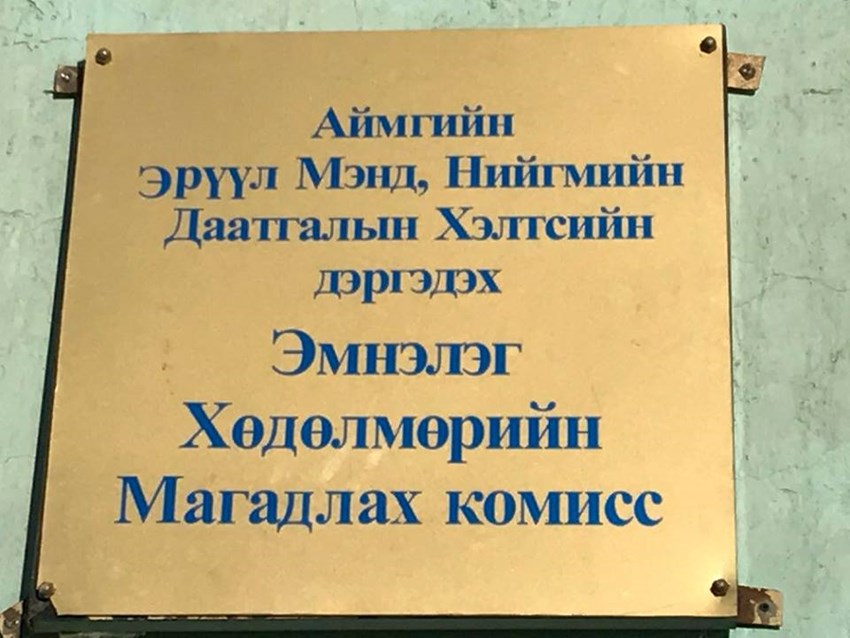 Аймгийн
Эрүүл Мэнд, Нийгмийн
Даатгалын Хэлтсийн
дэргэдэх
Эмнэлэг
Хөдөлмөрийн
Магадлах комисс